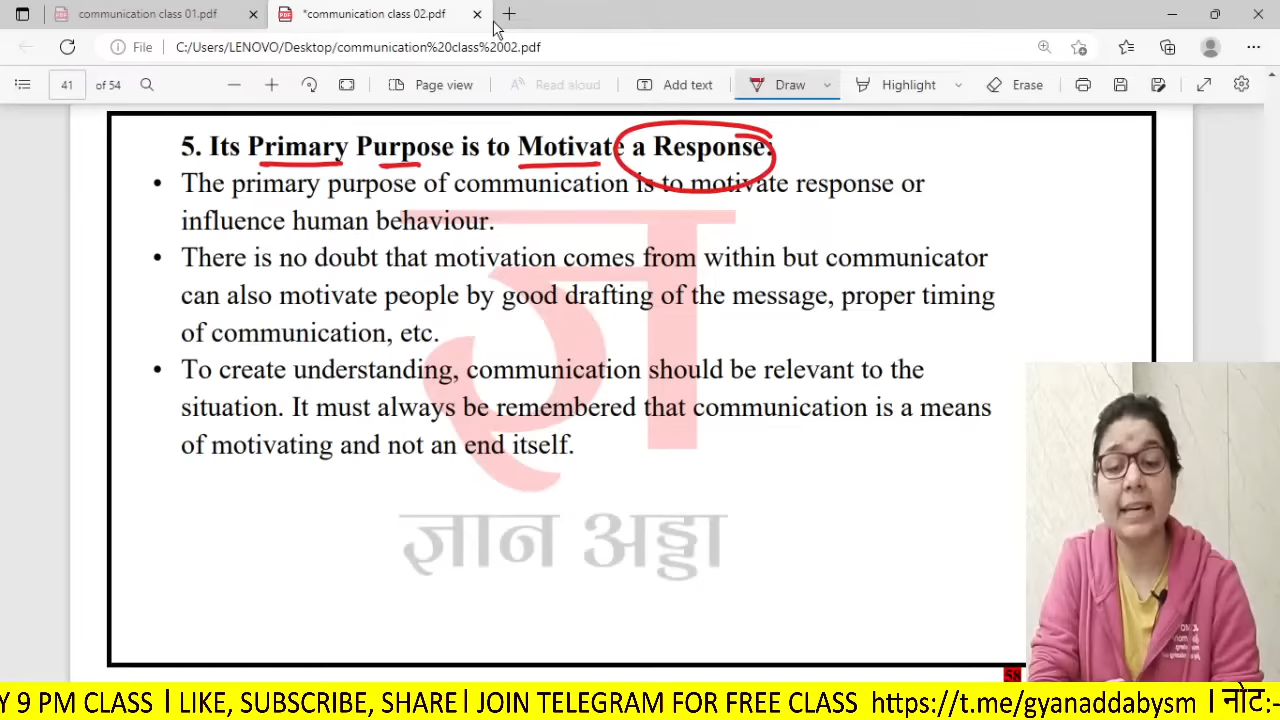 communication class 01.pdf
*communication class 02.pdf
File
C:/Users/LENOVO/Desktop/communication%20class%2002.pdf
41 of 54
Page view
Read aloud
Add text
Draw
Highlight
Erase
5. Its Primary Purpose is to Motivate a Response:
• The primary purpose of communication is to motivate response or
influence human behaviour.
• There is no doubt that motivation comes from within but communicator
can also motivate people by good drafting of the message, proper timing
of communication, etc.
• To create understanding, communication should be relevant to the
situation. It must always be remembered that communication is a means
of motivating and not an end itself.
ज्ञान अड्डा
58
Y 9 PM CLASS । LIKE, SUBSCRIBE, SHARE । JOIN TELEGRAM FOR FREE CLASS https://t.me/gyanaddabysm । नोट:-